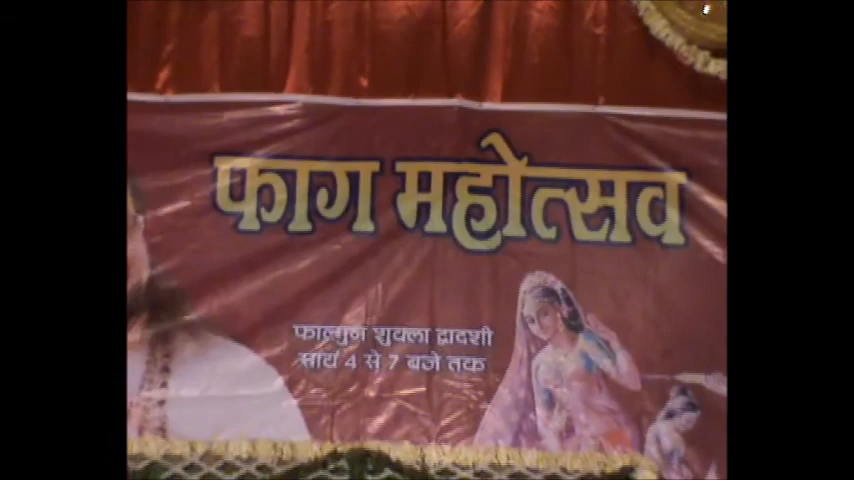 फाग महोत्सव
फाल्गुन शुक्ला द्वादशी
सायं 4 से 7 बजे तक